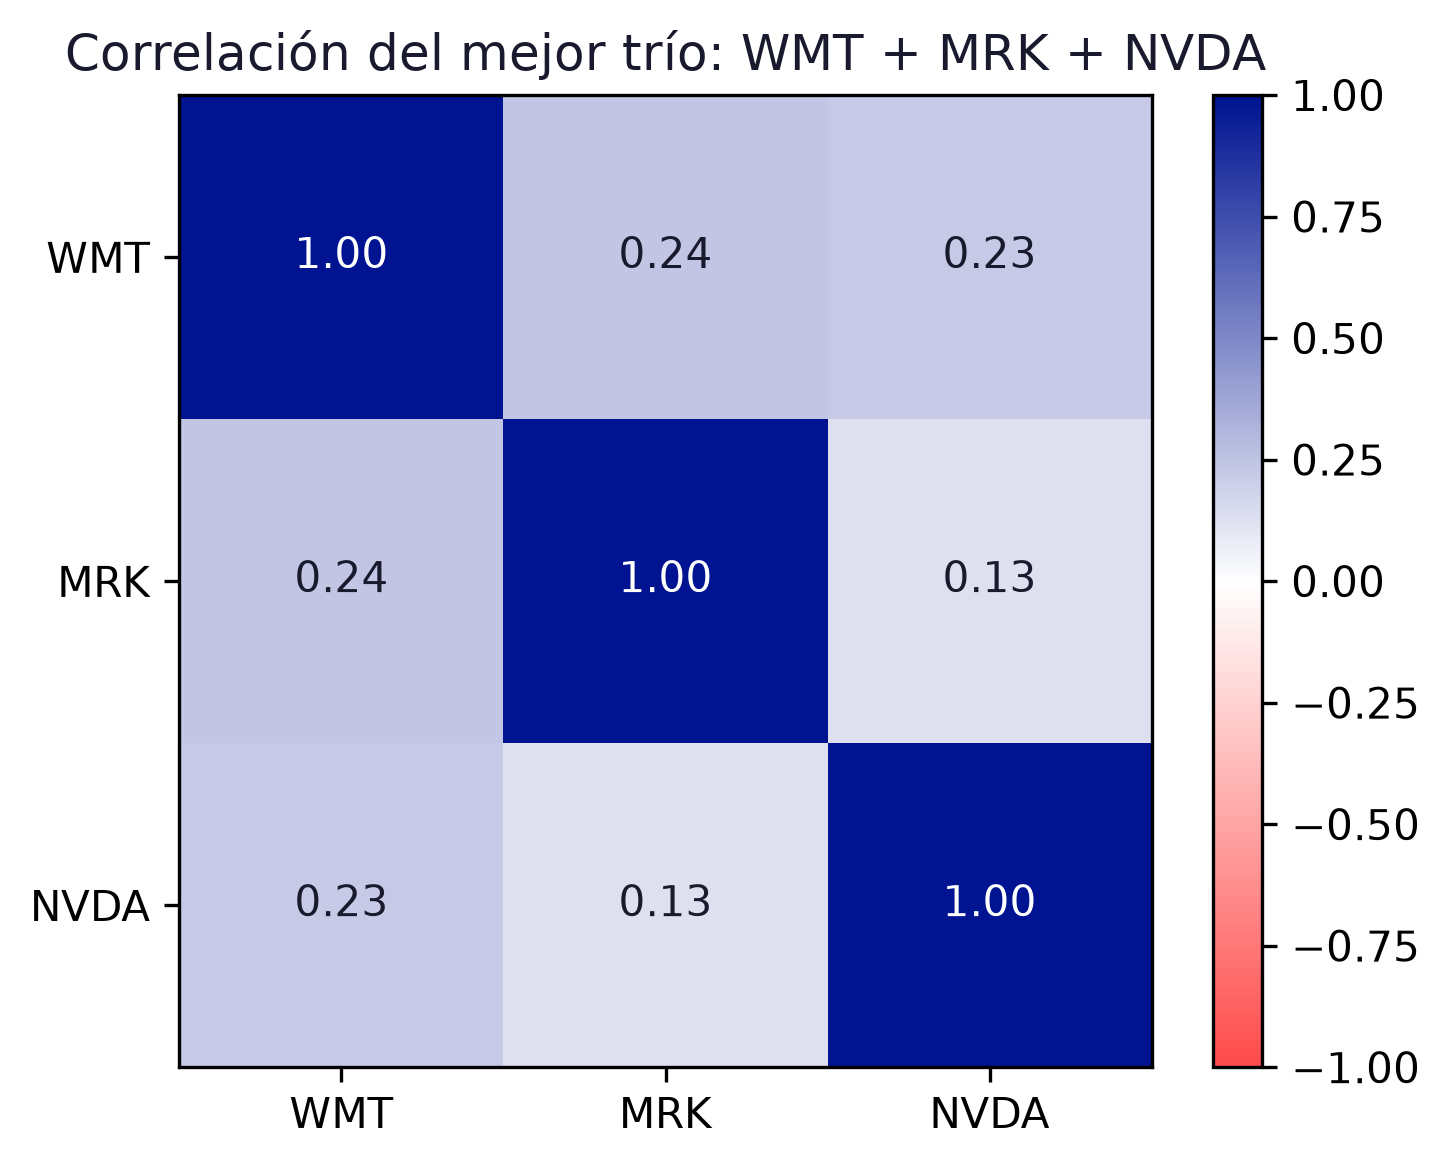 Correlación del mejor trío: WMT + MRK + NVDA
WMT 1.00 0.24 0.23
MRK 0.24 1.00 0.13
NVDA 0.23 0.13 1.00
WMT MRK NVDA
1.00
0.75
0.50
0.25
0.00
−0.25
−0.50
−0.75
−1.00